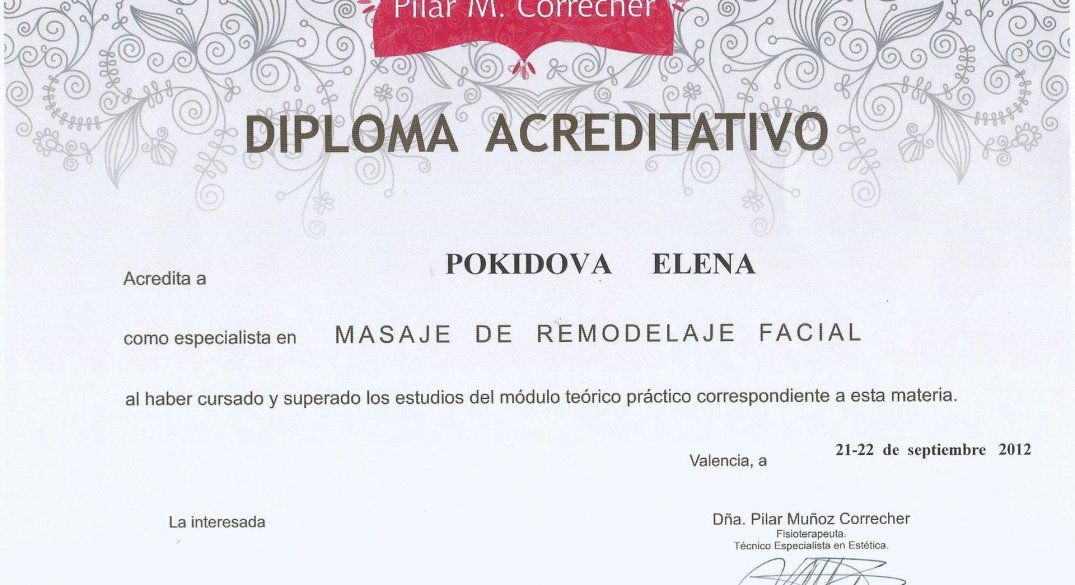 Pilar M. Correcher
DIPLOMA ACREDITATIVO
Acredita a POKIDOVA ELENA
como especialista en MASAJE DE REMODELAJE FACIAL
al haber cursado y superado los estudios del módulo teórico práctico correspondiente a esta materia.
Valencia, a 21-22 de septiembre 2012
La interesada
Dña. Pilar Muñoz Correcher
Fisioterapeuta.
Técnico Especialista en Estética.